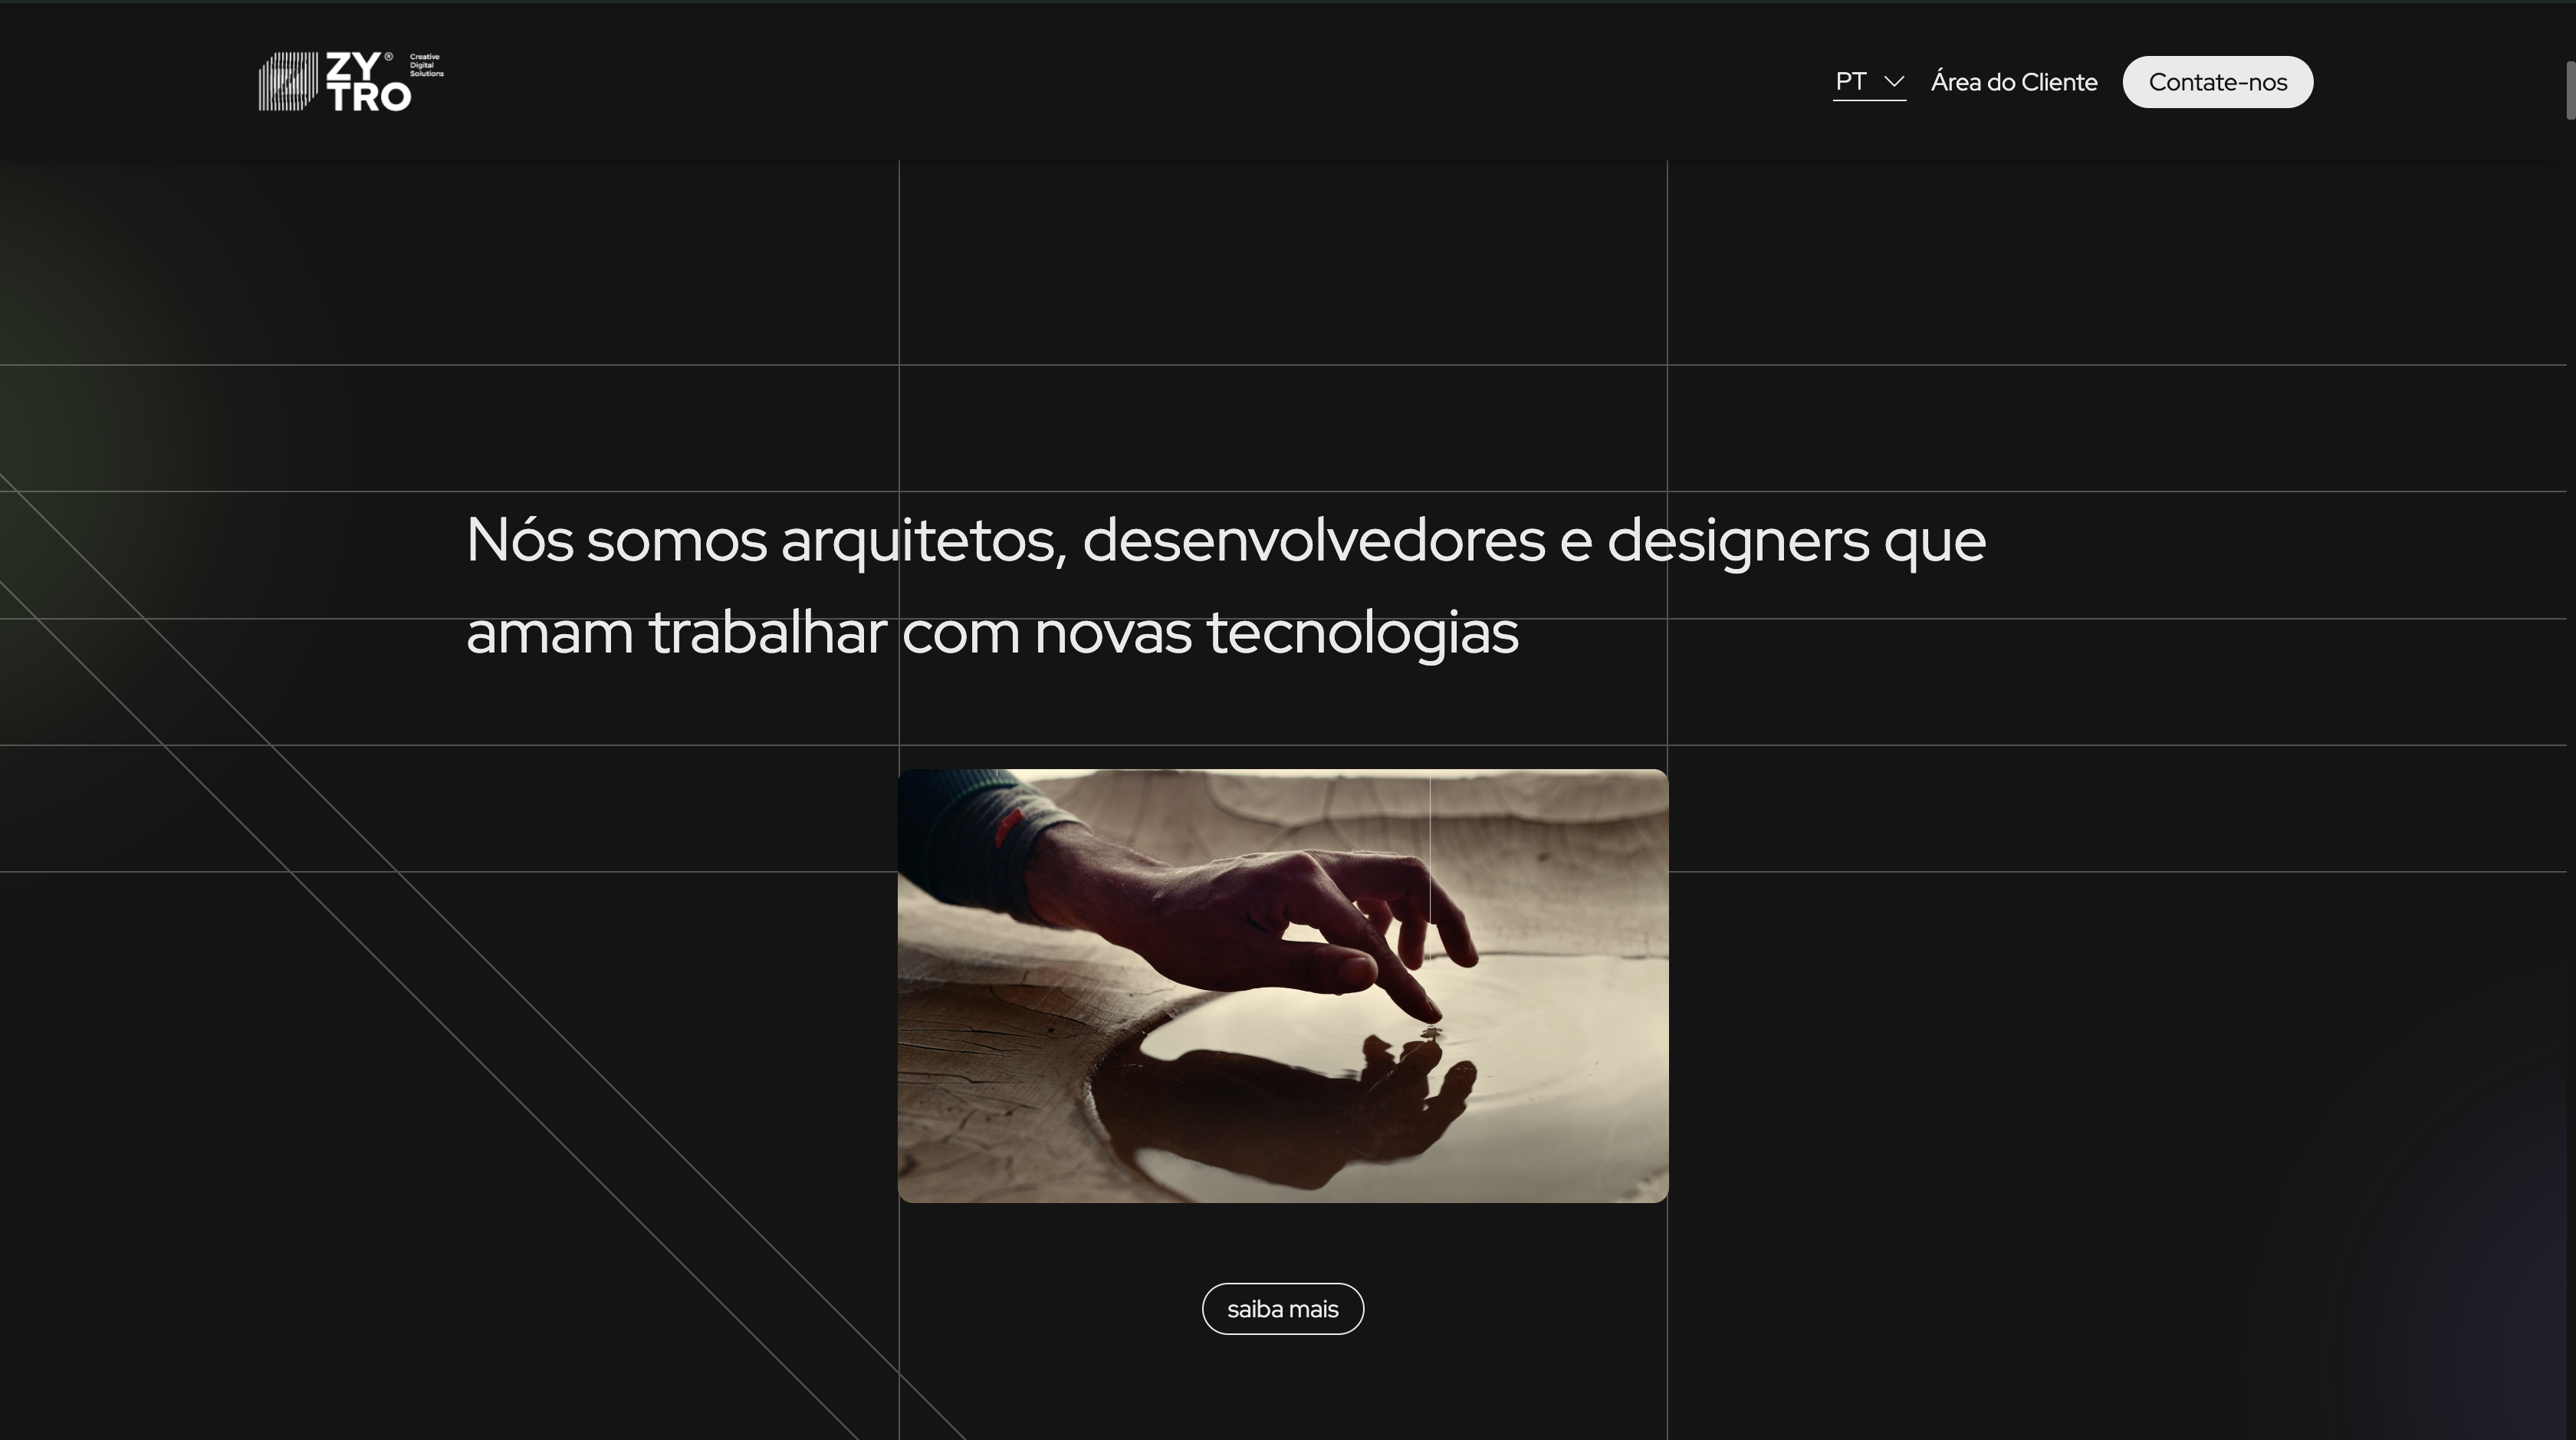 ZY®
TRO
Creative
Digital
Solutions
PT
Área do Cliente
Contate-nos
Nós somos arquitetos, desenvolvedores e designers que
amam trabalhar com novas tecnologias
saiba mais